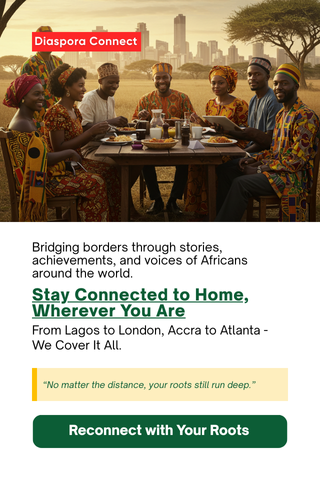 Diaspora Connect
Bridging borders through stories,
achievements, and voices of Africans
around the world.
Stay Connected to Home,
Wherever You Are
From Lagos to London, Accra to Atlanta -
We Cover It All.
“No matter the distance, your roots still run deep.”
Reconnect with Your Roots